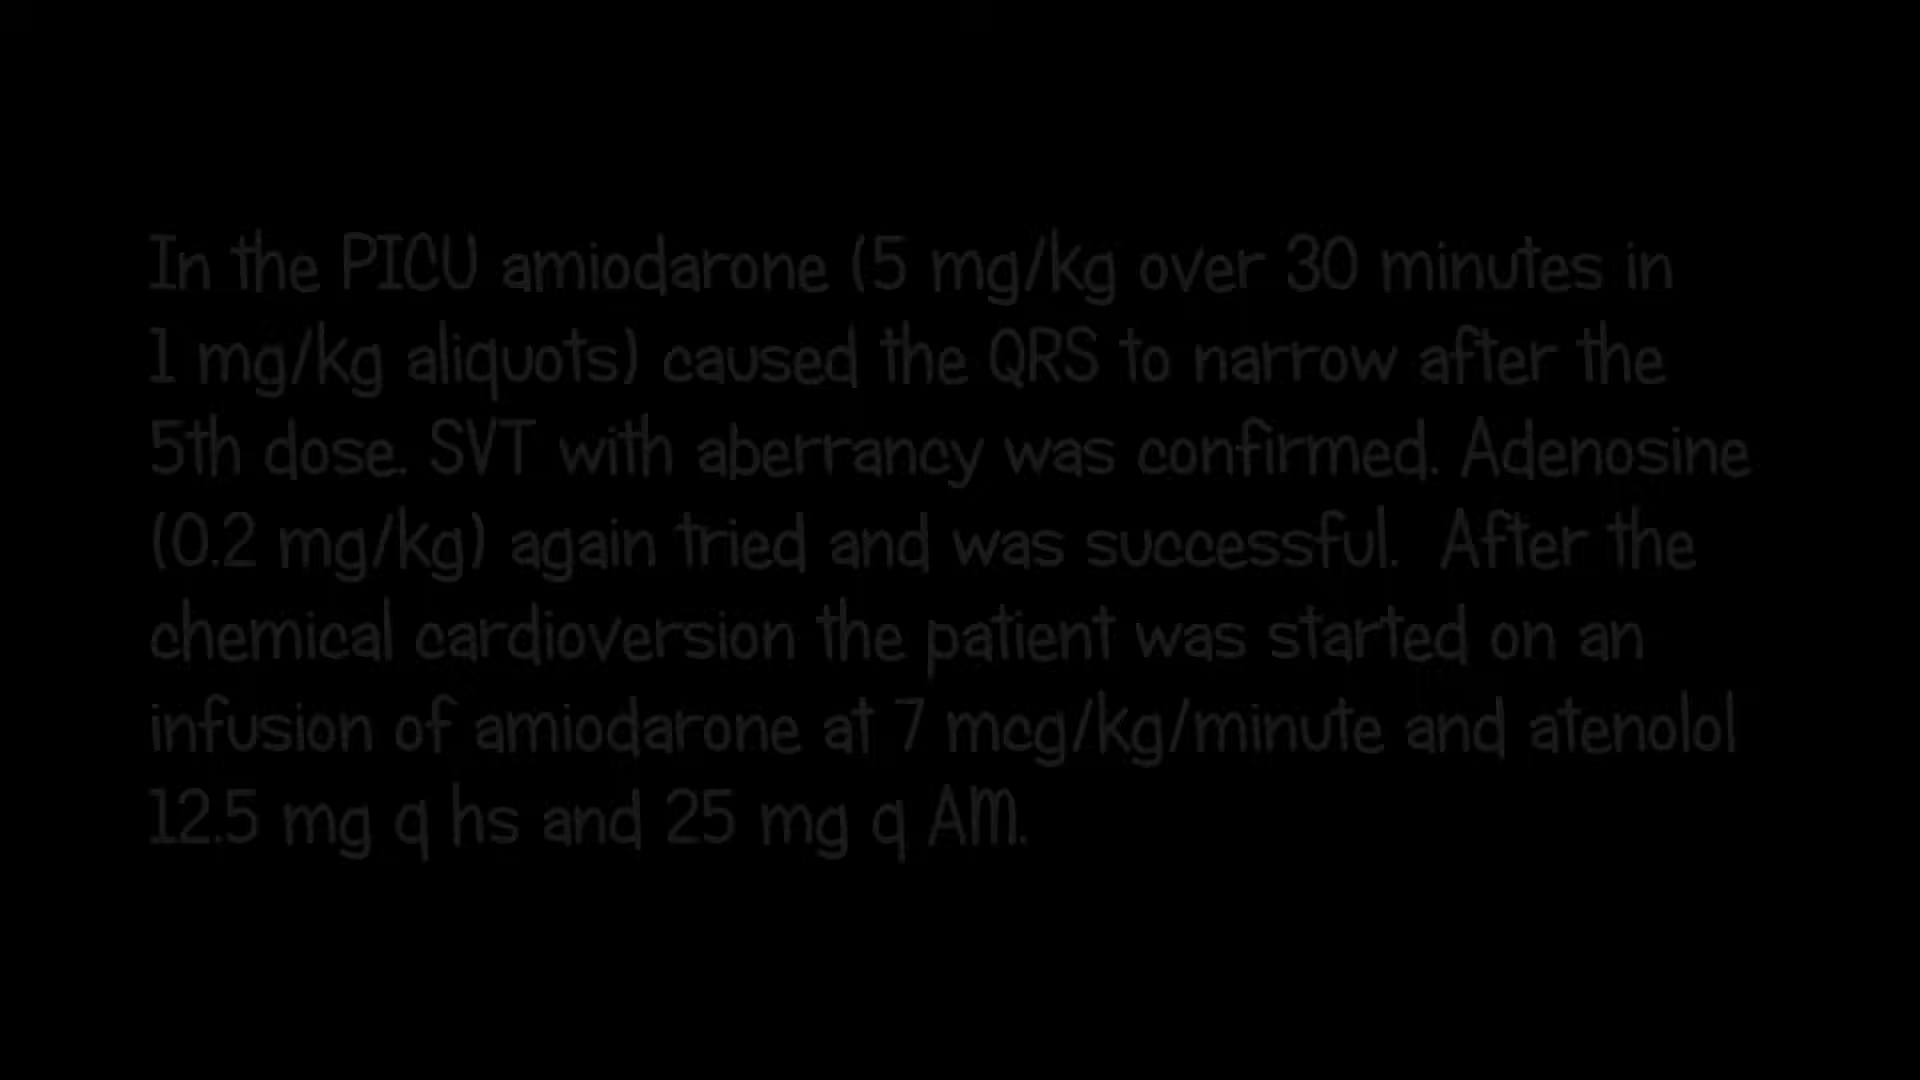 In the PICU amiodarone (5 mg/kg over 30 minutes in
1 mg/kg aliquots) caused the QRS to narrow after the
5th dose. SVT with aberrancy was confirmed. Adenosine
(0.2 mg/kg) again tried and was successful.  After the
chemical cardioversion the patient was started on an
infusion of amiodarone at 7 mcg/kg/minute and atenolol
12.5 mg q hs and 25 mg q AM.